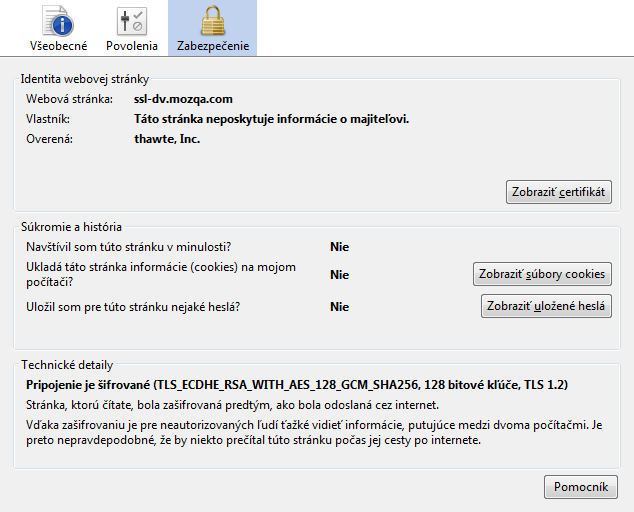 Všeobecné Povolenia Zabezpečenie
Identita webovej stránky
Webová stránka: ssl-dv.mozqa.com
Vlastník: Táto stránka neposkytuje informácie o majiteľovi.
Overená: thawte, Inc.
Zobraziť certifikát
Súkromie a história
Navštívil som túto stránku v minulosti? Nie
Ukladá táto stránka informácie (cookies) na mojom
počítači? Nie Zobraziť súbory cookies
Uložil som pre túto stránku nejaké heslá? Nie Zobraziť uložené heslá
Technické detaily
Pripojenie je šifrované (TLS_ECDHE_RSA_WITH_AES_128_GCM_SHA256, 128 bitové kľúče, TLS 1.2)
Stránka, ktorú čítate, bola zašifrovaná predtým, ako bola odoslaná cez internet.
Vďaka zašifrovaniu je pre neautorizovaných ľudí ťažké vidieť informácie, putujúce medzi dvoma počítačmi. Je
preto nepravdepodobné, že by niekto prečítal túto stránku počas jej cesty po internete.
Pomocník